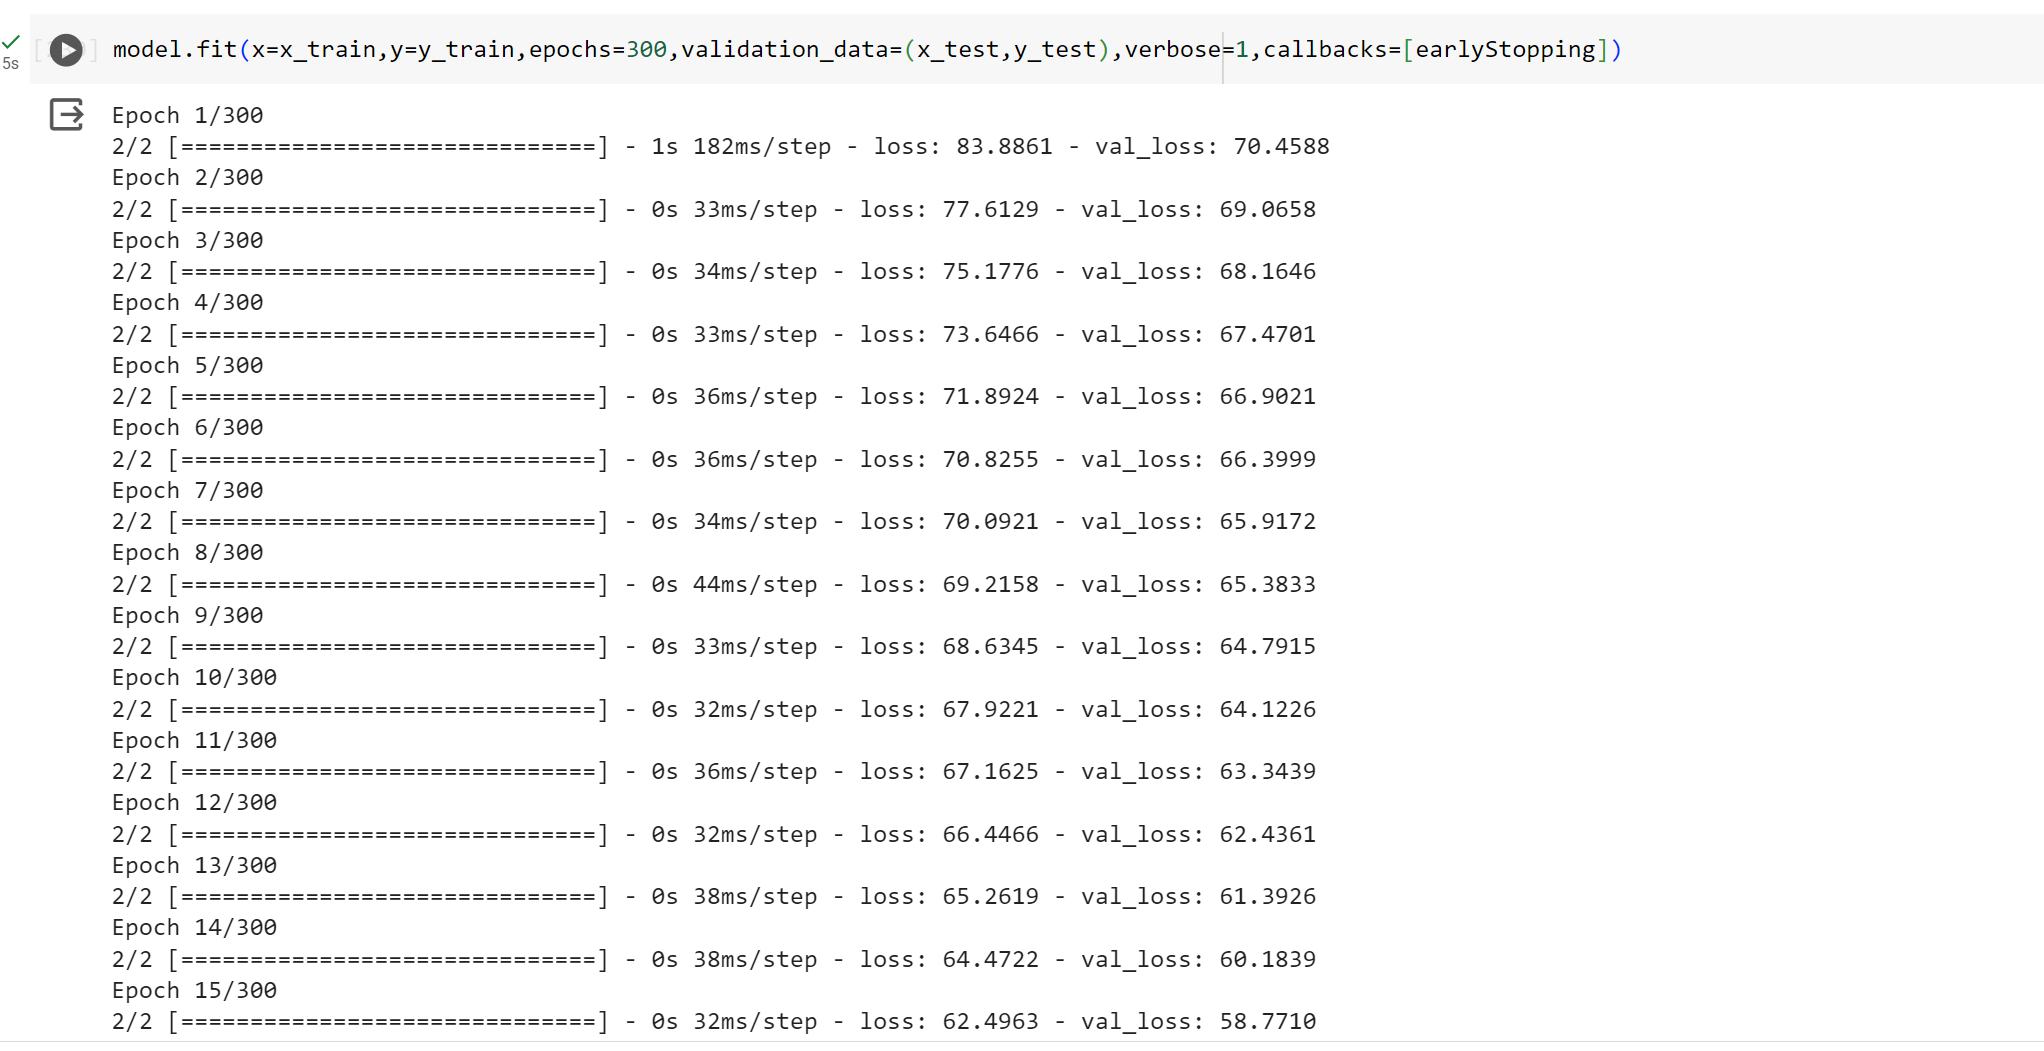 model.fit(x=x_train,y=y_train,epochs=300,validation_data=(x_test,y_test),verbose=1,callbacks=[earlyStopping])
5s
Epoch 1/300
2/2 [==============================] - 1s 182ms/step - loss: 83.8861 - val_loss: 70.4588
Epoch 2/300
2/2 [==============================] - 0s 33ms/step - loss: 77.6129 - val_loss: 69.0658
Epoch 3/300
2/2 [==============================] - 0s 34ms/step - loss: 75.1776 - val_loss: 68.1646
Epoch 4/300
2/2 [==============================] - 0s 33ms/step - loss: 73.6466 - val_loss: 67.4701
Epoch 5/300
2/2 [==============================] - 0s 36ms/step - loss: 71.8924 - val_loss: 66.9021
Epoch 6/300
2/2 [==============================] - 0s 36ms/step - loss: 70.8255 - val_loss: 66.3999
Epoch 7/300
2/2 [==============================] - 0s 34ms/step - loss: 70.0921 - val_loss: 65.9172
Epoch 8/300
2/2 [==============================] - 0s 44ms/step - loss: 69.2158 - val_loss: 65.3833
Epoch 9/300
2/2 [==============================] - 0s 33ms/step - loss: 68.6345 - val_loss: 64.7915
Epoch 10/300
2/2 [==============================] - 0s 32ms/step - loss: 67.9221 - val_loss: 64.1226
Epoch 11/300
2/2 [==============================] - 0s 36ms/step - loss: 67.1625 - val_loss: 63.3439
Epoch 12/300
2/2 [==============================] - 0s 32ms/step - loss: 66.4466 - val_loss: 62.4361
Epoch 13/300
2/2 [==============================] - 0s 38ms/step - loss: 65.2619 - val_loss: 61.3926
Epoch 14/300
2/2 [==============================] - 0s 38ms/step - loss: 64.4722 - val_loss: 60.1839
Epoch 15/300
2/2 [==============================] - 0s 32ms/step - loss: 62.4963 - val_loss: 58.7710